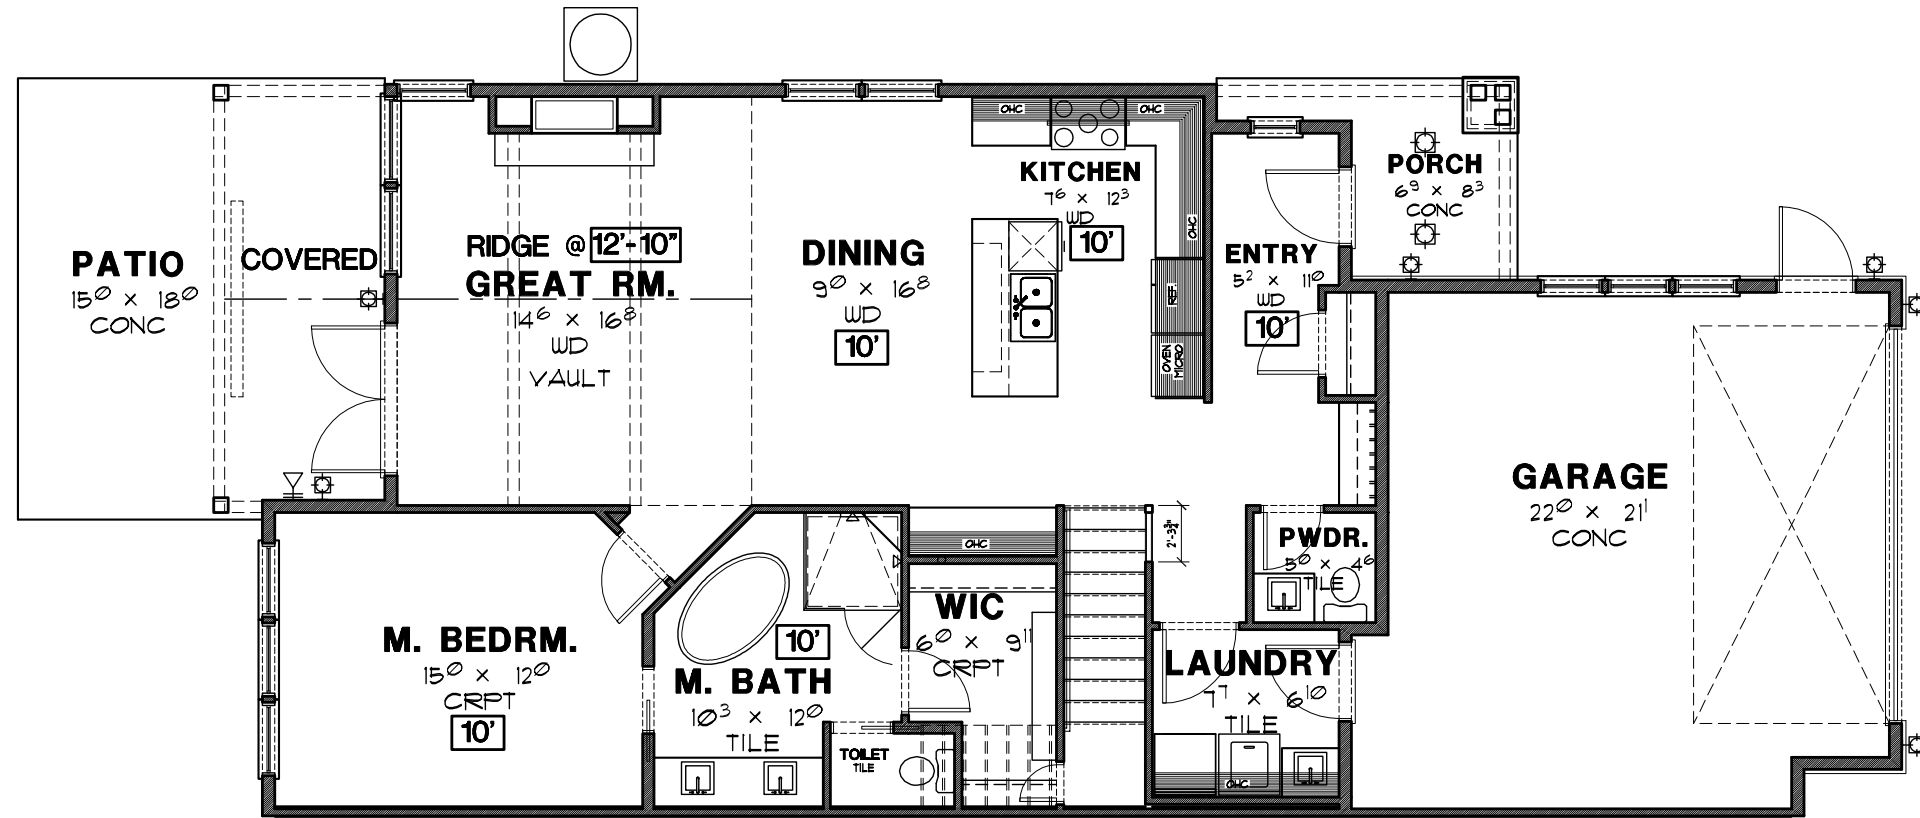 PATIO
15⁰ x 18⁰
CONC
COVERED
RIDGE @ 12'-10"
GREAT RM.
14⁶ x 16⁸
WD
VAULT
DINING
9⁰ x 16⁸
WD
10'
OHC
OHC
KITCHEN
7⁶ x 12³
WD
10'
OHC
REF.
OVEN
MICRO
ENTRY
5² x 11⁰
WD
10'
PORCH
6⁹ x 8³
CONC
GARAGE
22⁰ x 21¹
CONC
M. BEDRM.
15⁰ x 12⁰
CRPT
10'
10'
M. BATH
10³ x 12⁰
TILE
TOILET
TILE
OHC
WIC
6⁰ x 9¹¹
CRPT
2'-3¾"
PWDR.
5⁰ x 4⁶
TILE
LAUNDRY
7⁷ x 6¹⁰
TILE
OHC